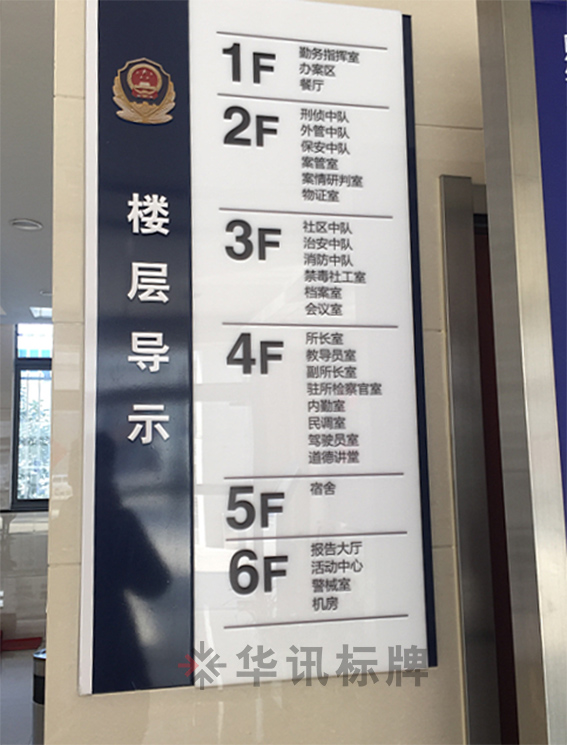 楼层导示
1F
勤务指挥室
办案区
餐厅
2F
刑侦中队
外管中队
保安中队
案管室
案情研判室
物证室
3F
社区中队
治安中队
消防中队
禁毒社工室
档案室
会议室
4F
所长室
教导员室
副所长室
驻所检察官室
内勤室
民调室
驾驶员室
道德讲堂
5F
宿舍
6F
报告大厅
活动中心
警械室
机房
华讯标牌